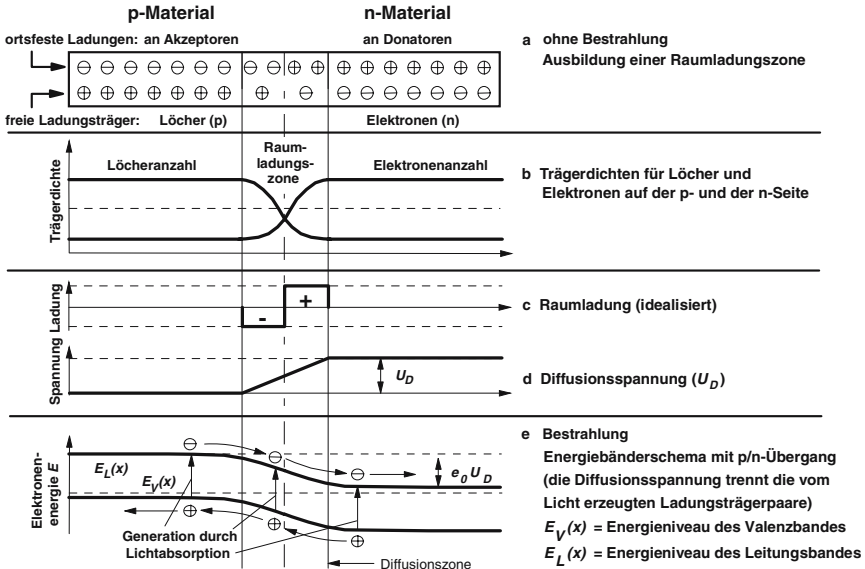 p-Material
n-Material
ortsfeste Ladungen: an Akzeptoren
an Donatoren
a ohne Bestrahlung
Ausbildung einer Raumladungszone
freie Ladungsträger:
Löcher (p)
Elektronen (n)
Trägerdichte
Löcheranzahl
Raum-
ladungs-
zone
Elektronenanzahl
b Trägerdichten für Löcher und
Elektronen auf der p- und der n-Seite
Ladung
-
+
c Raumladung (idealisiert)
Spannung
U_D
d Diffusionsspannung (U_D)
Elektronen-
energie E
E_L(x)
E_V(x)
e_0 U_D
Generation durch
Lichtabsorption
Diffusionszone
e Bestrahlung
Energiebänderschema mit p/n-Übergang
(die Diffusionsspannung trennt die vom
Licht erzeugten Ladungsträgerpaare)
E_V(x) = Energieniveau des Valenzbandes
E_L(x) = Energieniveau des Leitungsbandes